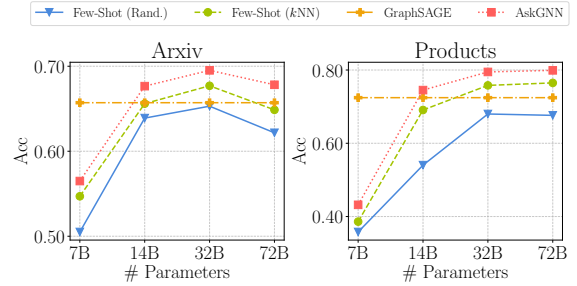 Few-Shot (Rand.) Few-Shot (kNN) GraphSAGE AskGNN
Arxiv
0.70
0.60
0.50
Acc
7B 14B 32B 72B
# Parameters
Products
0.80
0.60
0.40
Acc
7B 14B 32B 72B
# Parameters